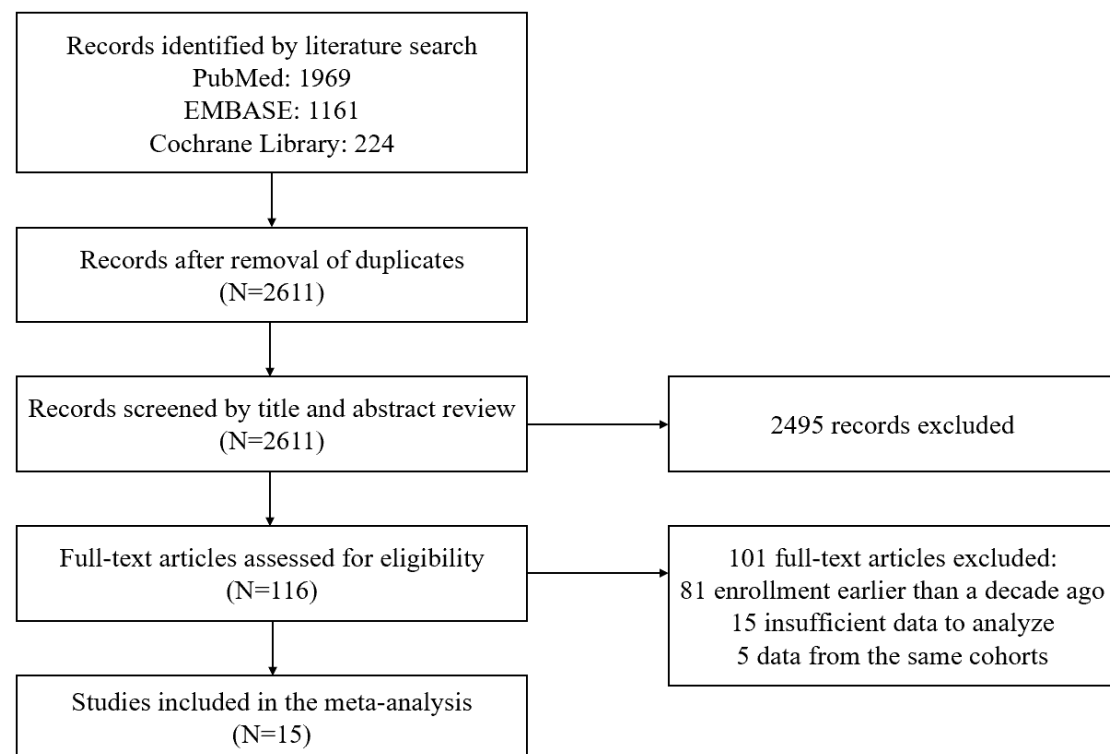 Records identified by literature search
PubMed: 1969
EMBASE: 1161
Cochrane Library: 224
Records after removal of duplicates
(N=2611)
Records screened by title and abstract review
(N=2611)
2495 records excluded
Full-text articles assessed for eligibility
(N=116)
101 full-text articles excluded:
81 enrollment earlier than a decade ago
15 insufficient data to analyze
5 data from the same cohorts
Studies included in the meta-analysis
(N=15)